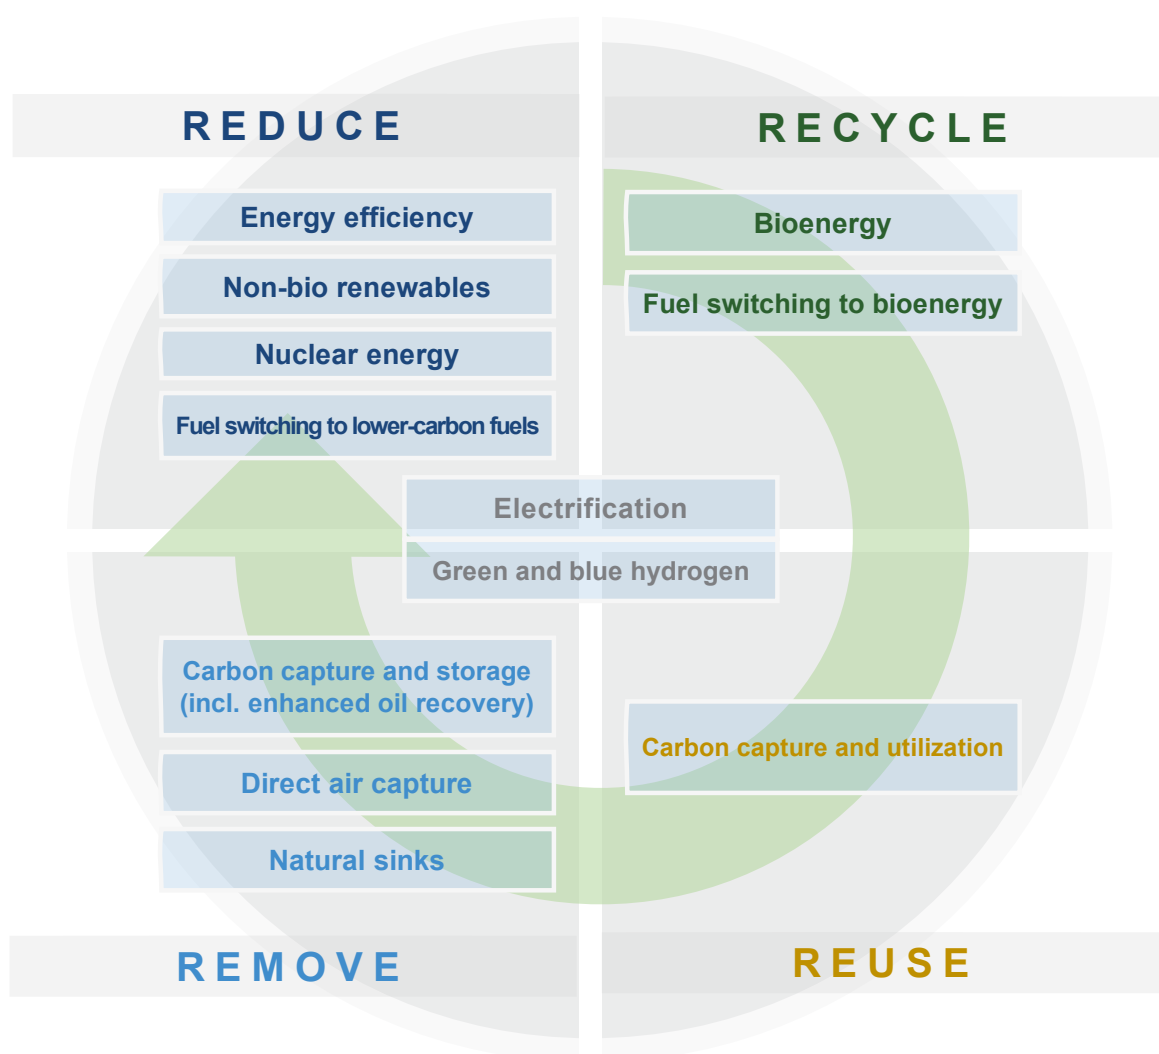 REDUCE
Energy efficiency
Non-bio renewables
Nuclear energy
Fuel switching to lower-carbon fuels
RECYCLE
Bioenergy
Fuel switching to bioenergy
Electrification
Green and blue hydrogen
Carbon capture and storage
(incl. enhanced oil recovery)
Direct air capture
Natural sinks
REMOVE
Carbon capture and utilization
REUSE